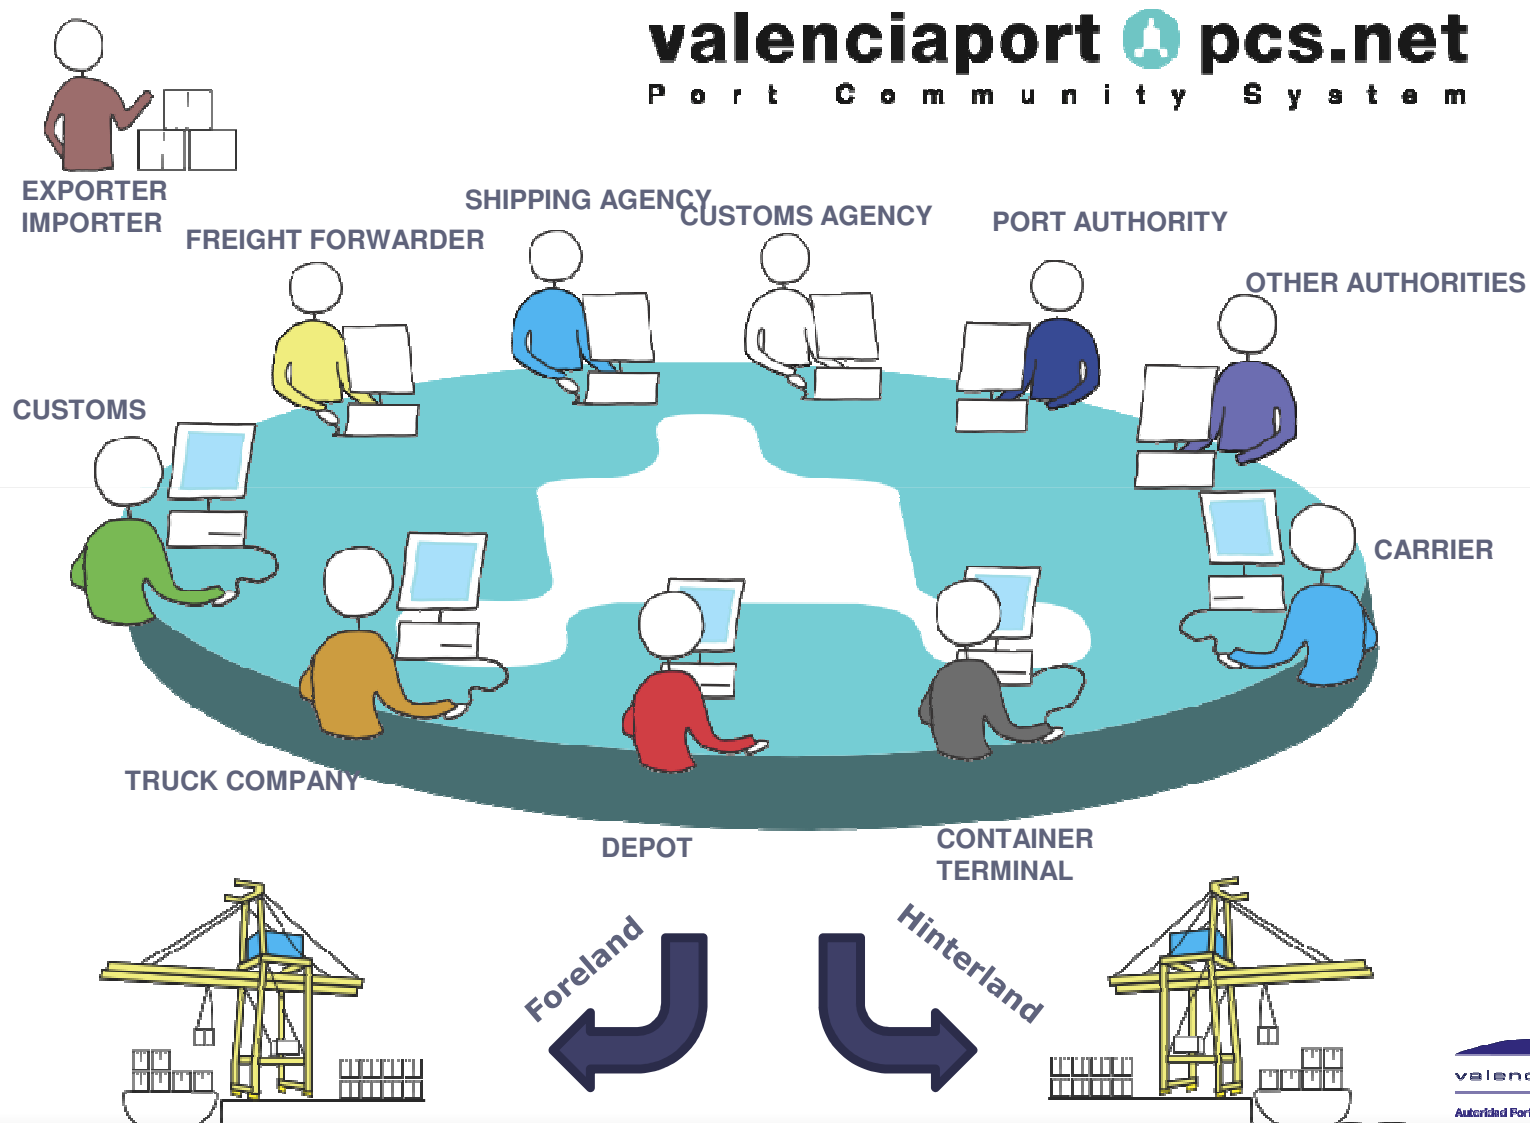 valenciaport pcs.net
Port Community System
EXPORTER
IMPORTER
SHIPPING AGENCY
CUSTOMS AGENCY
PORT AUTHORITY
FREIGHT FORWARDER
OTHER AUTHORITIES
CUSTOMS
CARRIER
TRUCK COMPANY
DEPOT
CONTAINER
TERMINAL
Foreland
Hinterland
Autoridad